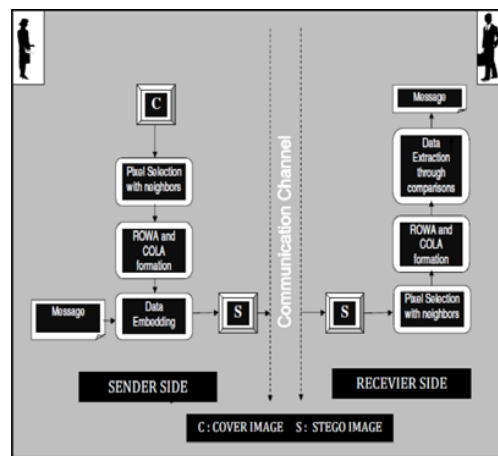 C
Pixel Selection
with neighbors
ROWA and
COLA
formation
Message
Data
Embedding
S
SENDER SIDE
Communication Channel
Message
Data
Extraction
through
comparisons
ROWA and
COLA
formation
S
Pixel Selection
with neighbors
RECEVIER SIDE
C : COVER IMAGE S : STEGO IMAGE